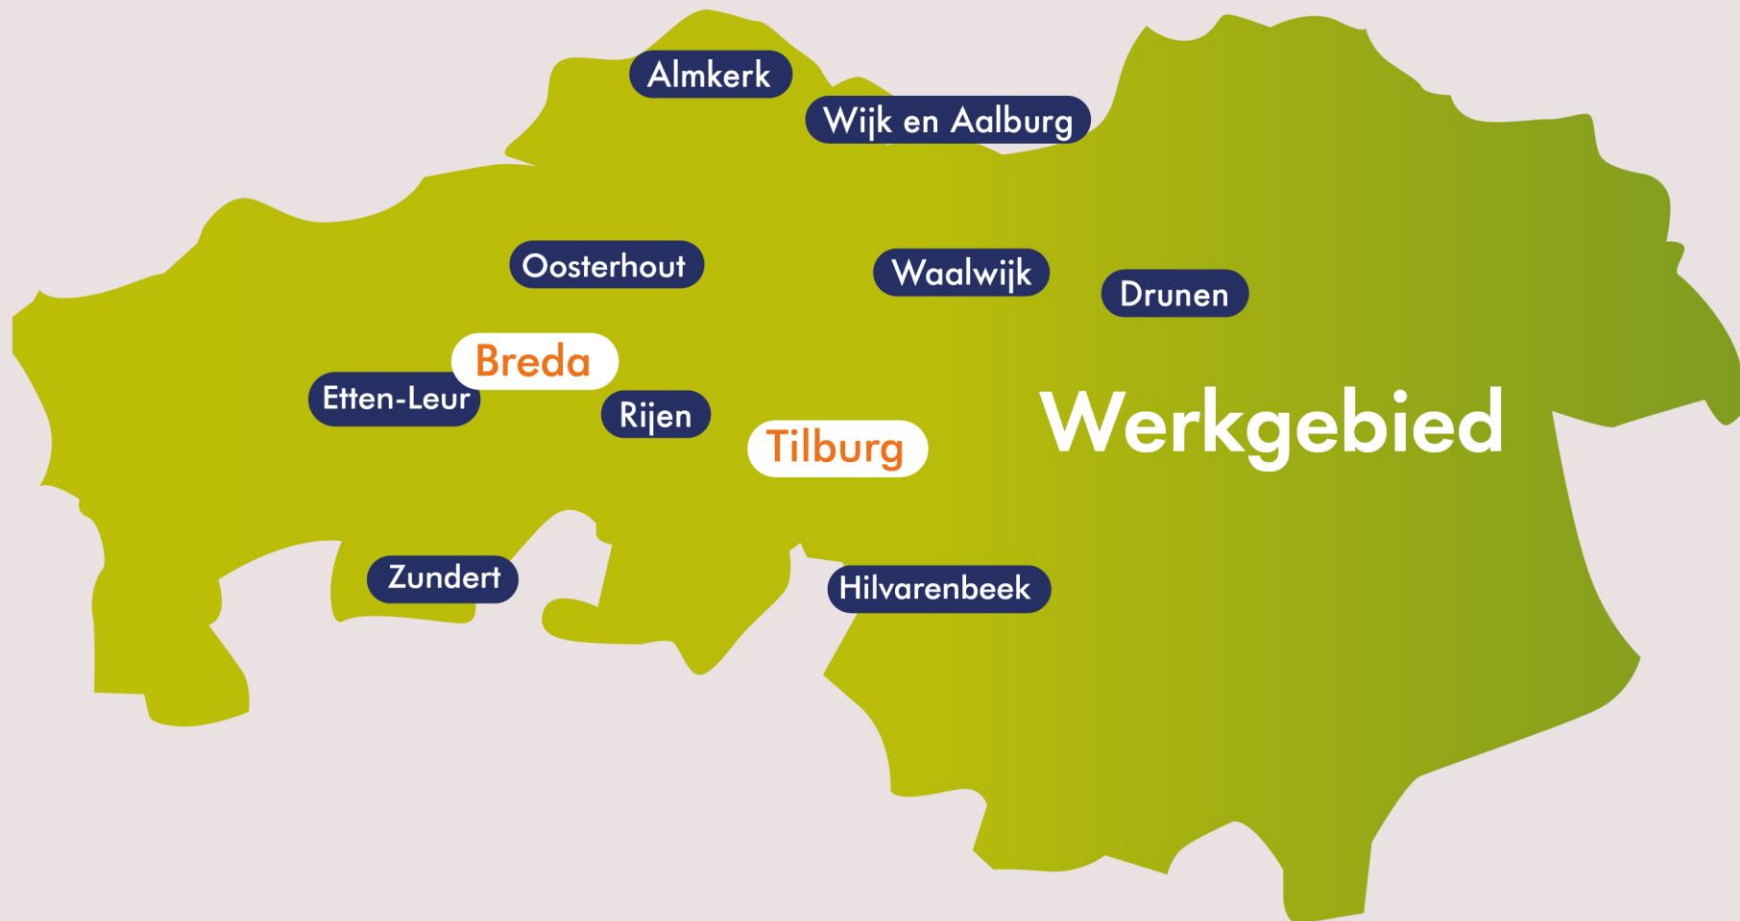 Almkerk
Wijk en Aalburg
Oosterhout
Waalwijk
Drunen
Breda
Etten-Leur
Rijen
Tilburg
Werkgebied
Zundert
Hilvarenbeek